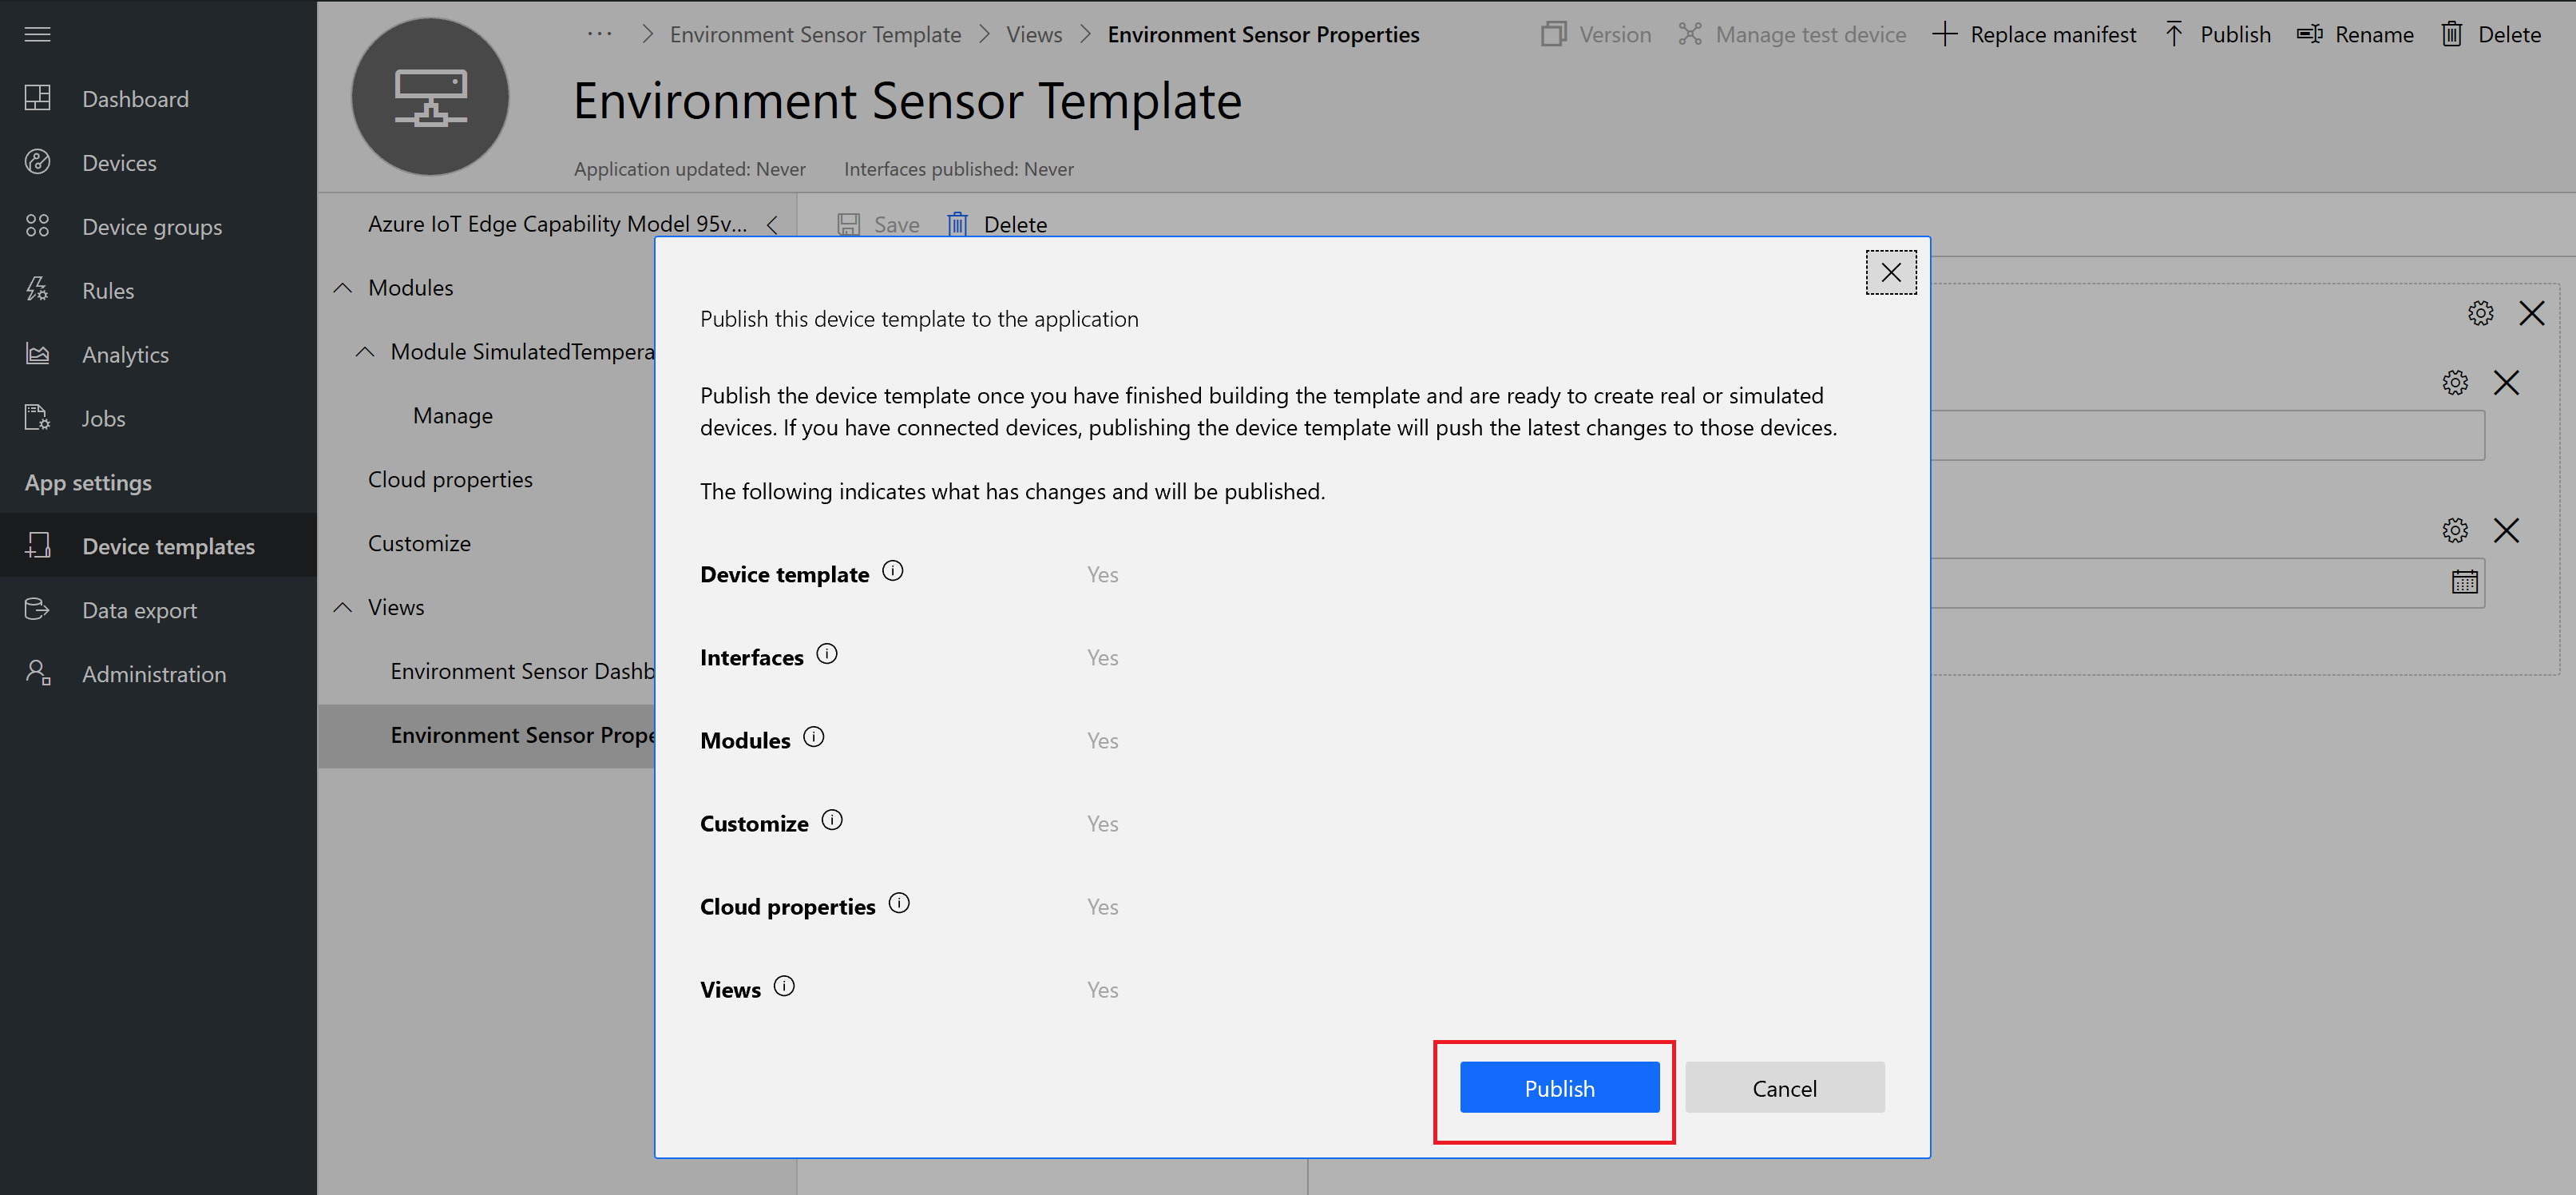 Dashboard
Devices
Device groups
Rules
Analytics
Jobs
App settings
Device templates
Data export
Administration
··· > Environment Sensor Template > Views > Environment Sensor Properties
Version Manage test device Replace manifest Publish Rename Delete
Environment Sensor Template
Application updated: Never Interfaces published: Never
Azure IoT Edge Capability Model 95v...
Save Delete
Modules
Module SimulatedTempera
Manage
Cloud properties
Customize
Views
Environment Sensor Dashb
Environment Sensor Prope
Publish this device template to the application
Publish the device template once you have finished building the template and are ready to create real or simulated
devices. If you have connected devices, publishing the device template will push the latest changes to those devices.
The following indicates what has changes and will be published.
Device template Yes
Interfaces Yes
Modules Yes
Customize Yes
Cloud properties Yes
Views Yes
Publish Cancel